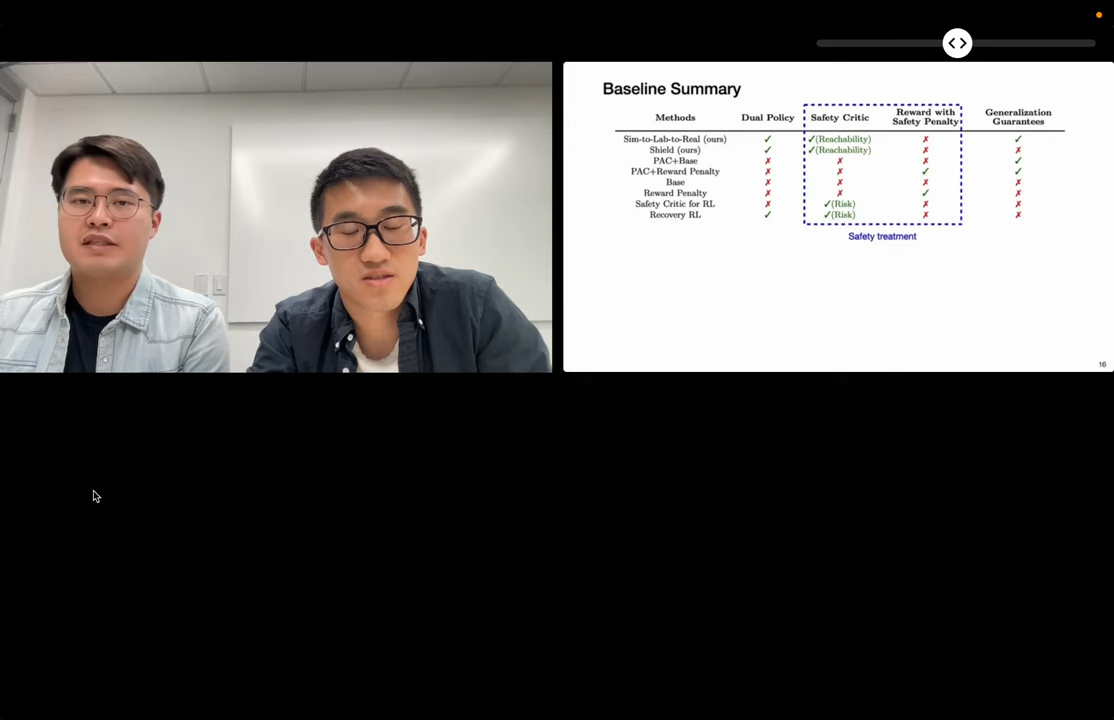 Baseline Summary
Methods Dual Policy Safety Critic Reward with Safety Penalty Generalization Guarantees
Sim-to-Lab-to-Real (ours) ✓ ✓(Reachability) ✗ ✓
Shield (ours) ✓ ✓(Reachability) ✗ ✗
PAC+Base ✗ ✗ ✗ ✓
PAC+Reward Penalty ✗ ✗ ✓ ✓
Base ✗ ✗ ✗ ✗
Reward Penalty ✗ ✗ ✓ ✗
Safety Critic for RL ✗ ✓(Risk) ✗ ✗
Recovery RL ✓ ✓(Risk) ✗ ✗
Safety treatment
16